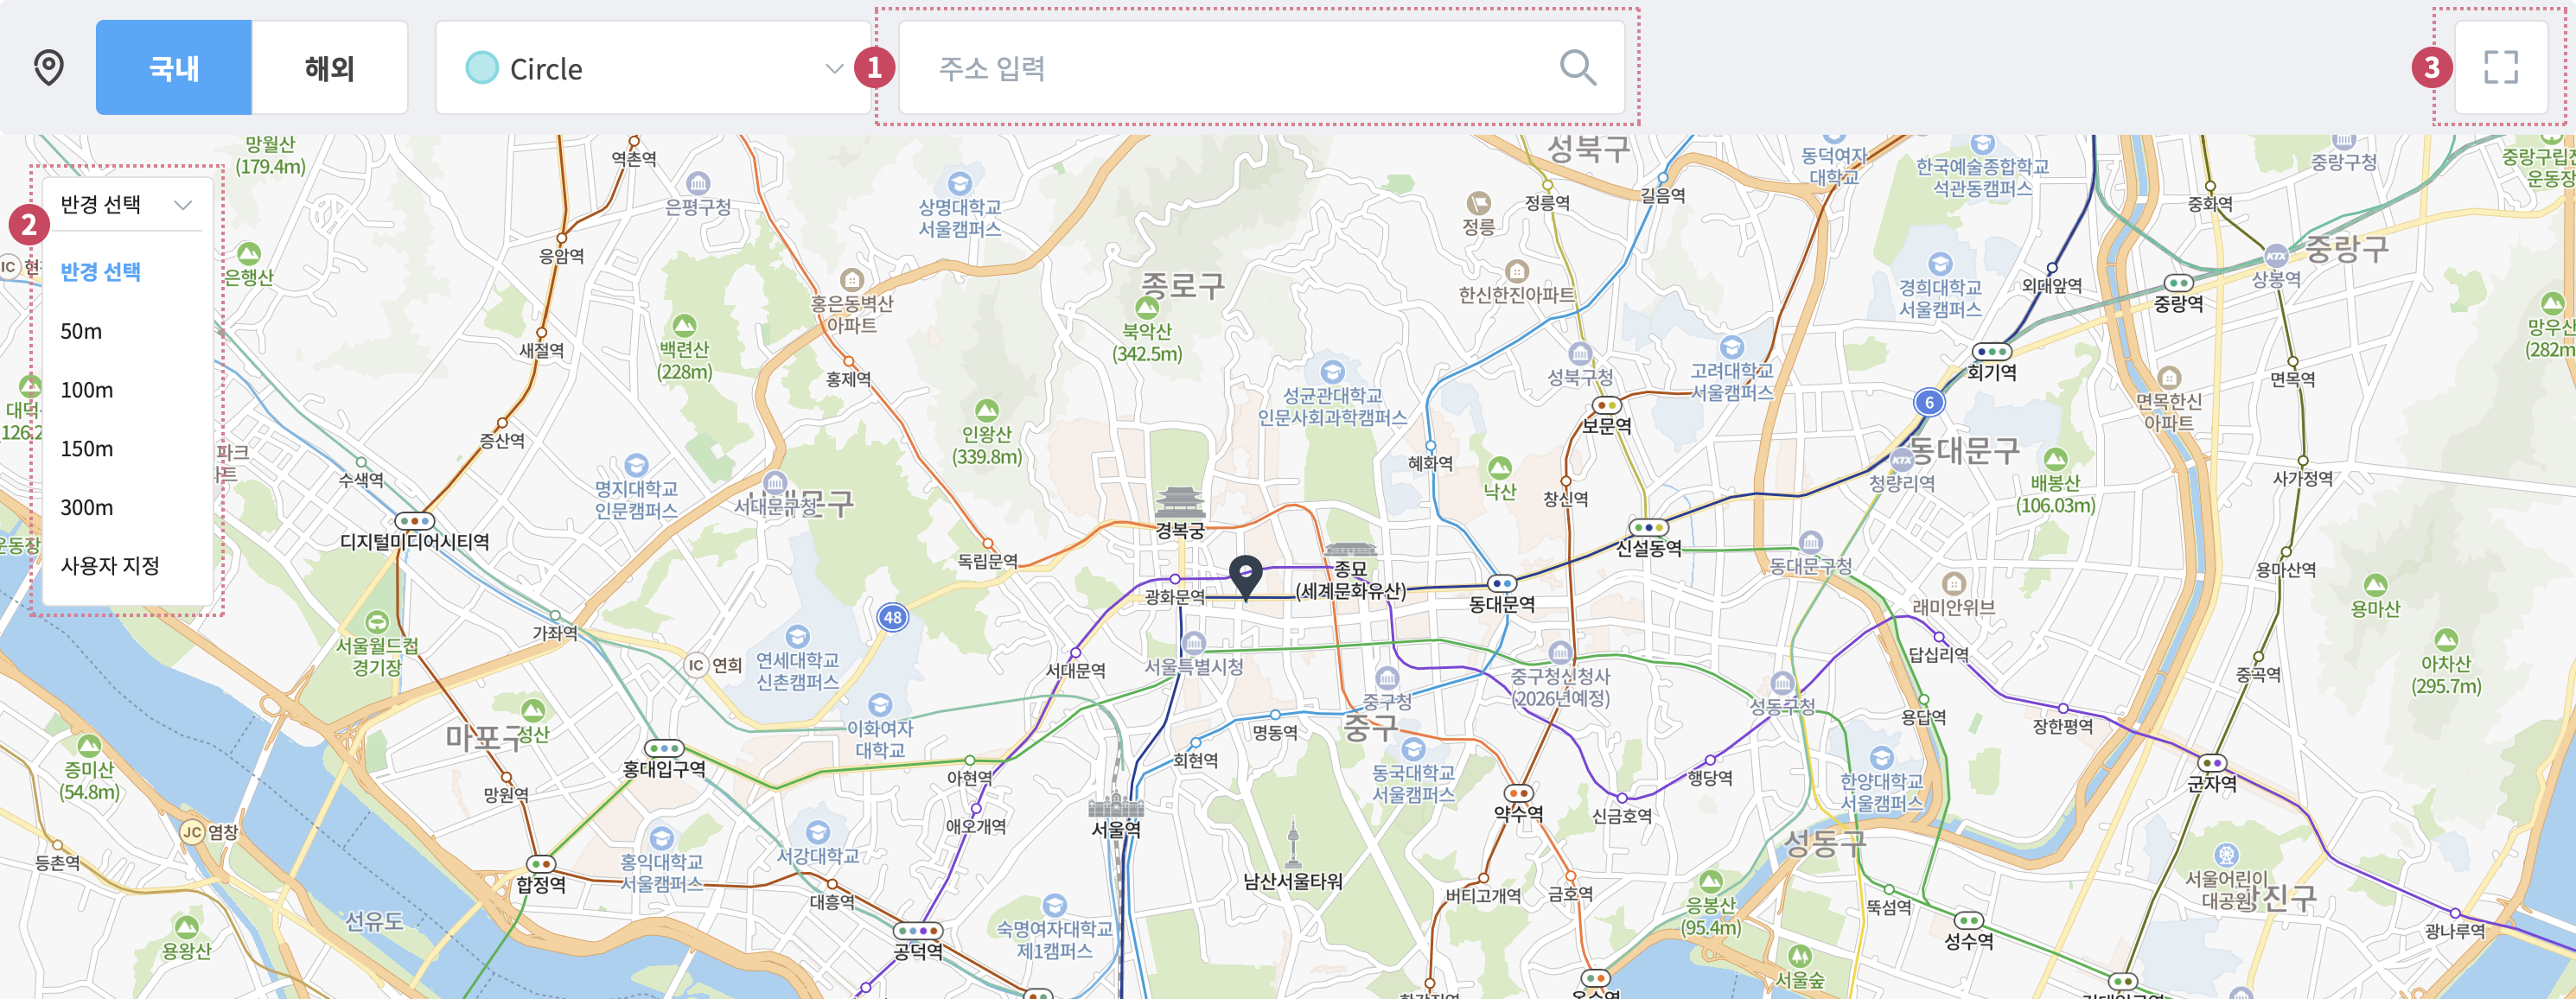 국내
해외
Circle
1
주소 입력
3
2
반경 선택
반경 선택
50m
100m
150m
300m
사용자 지정
망월산
(179.4m)
역촌역
은평구청
상명대학교
서울캠퍼스
성북구
정릉역
길음역
정릉
동덕여자
대학교
한국예술종합학교
석관동캠퍼스
중랑구청
중화역
IC
은행산
응암역
홍은동벽산
아파트
종로구
북악산
(342.5m)
한신한진아파트
경희대학교
서울캠퍼스
외대앞역
KTX
상봉역
중랑구
중랑역
새절역
백련산
(228m)
홍제역
성북구청
고려대학교
서울캠퍼스
회기역
면목역
성균관대학교
인문사회과학캠퍼스
6
면목한신
아파트
인왕산
(339.8m)
보문역
동대문구
증산역
수색역
명지대학교
인문캠퍼스
서대문구청
혜화역
낙산
창신역
KTX
청량리역
배봉산
(106.03m)
사가정역
디지털미디어시티역
경복궁
독립문역
신설동역
동대문구청
용마산역
종묘
(세계문화유산)
광화문역
동대문역
래미안위브
용마산
48
가좌역
서울월드컵
경기장
IC
연희
연세대학교
신촌캠퍼스
서대문역
서울특별시청
중구청신청사
(2026년예정)
중구청
중구
성동구청
답십리역
중곡역
아차산
(295.7m)
마포구
성산
이화여자
대학교
명동역
회현역
용답역
장한평역
증미산
(54.8m)
홍대입구역
아현역
동국대학교
서울캠퍼스
행당역
한양대학교
서울캠퍼스
군자역
망원역
애오개역
서울역
약수역
신금호역
JC
염창
등촌역
홍익대학교
서울캠퍼스
서강대학교
성동구
합정역
대흥역
남산서울타워
버티고개역
금호역
응봉산
(95.4m)
뚝섬역
서울어린이
대공원
선유도
용왕산
공덕역
숙명여자대학교
제1캠퍼스
성수역
광나루역
서울숲